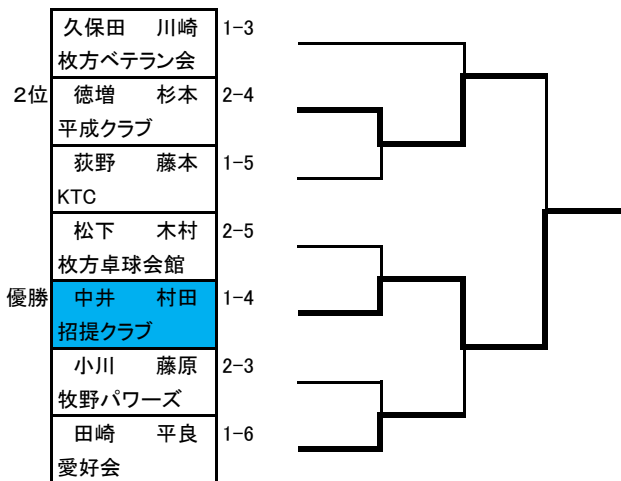 久保田 川崎 1-3
枚方ベテラン会
2位 徳増 杉本 2-4
平成クラブ
荻野 藤本 1-5
KTC
松下 木村 2-5
枚方卓球会館
優勝 中井 村田 1-4
招提クラブ
小川 藤原 2-3
牧野パワーズ
田崎 平良 1-6
愛好会